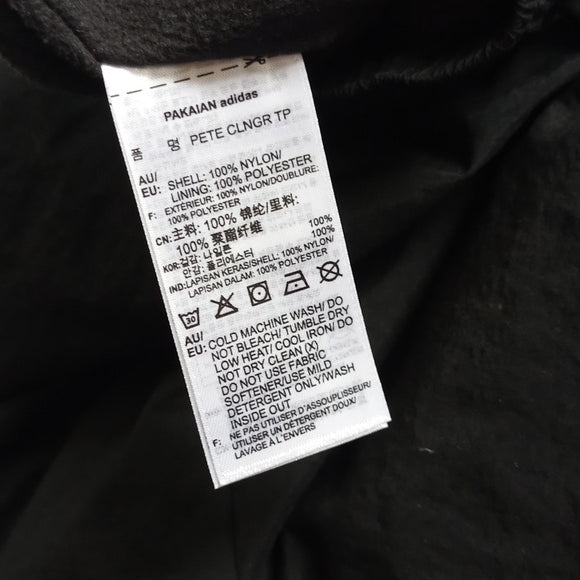 PAKAIAN adidas
품 명 PETE CLNGR TP
AU/ EU: SHELL: 100% NYLON/
LINING: 100% POLYESTER
F: EXTÉRIEUR: 100% NYLON/DOUBLURE:
100% POLYESTER
CN: 主料: 100% 锦纶/里料:
100% 聚酯纤维
KOR: 겉감: 나일론 100%
안감: 폴리에스터 100%
IND: LAPISAN KERAS/SHELL: 100% NYLON/
LAPISAN DALAM: 100% POLYESTER
30
AU/ EU: COLD MACHINE WASH/ DO
NOT BLEACH/ TUMBLE DRY
LOW HEAT/ COOL IRON/ DO
NOT DRY CLEAN (X)
DO NOT USE FABRIC
SOFTENER/USE MILD
DETERGENT ONLY/WASH
INSIDE OUT
F: NE PAS UTILISER D'ASSOUPLISSEUR/
UTILISER UN DÉTERGENT DOUX/
LAVAGE À L'ENVERS